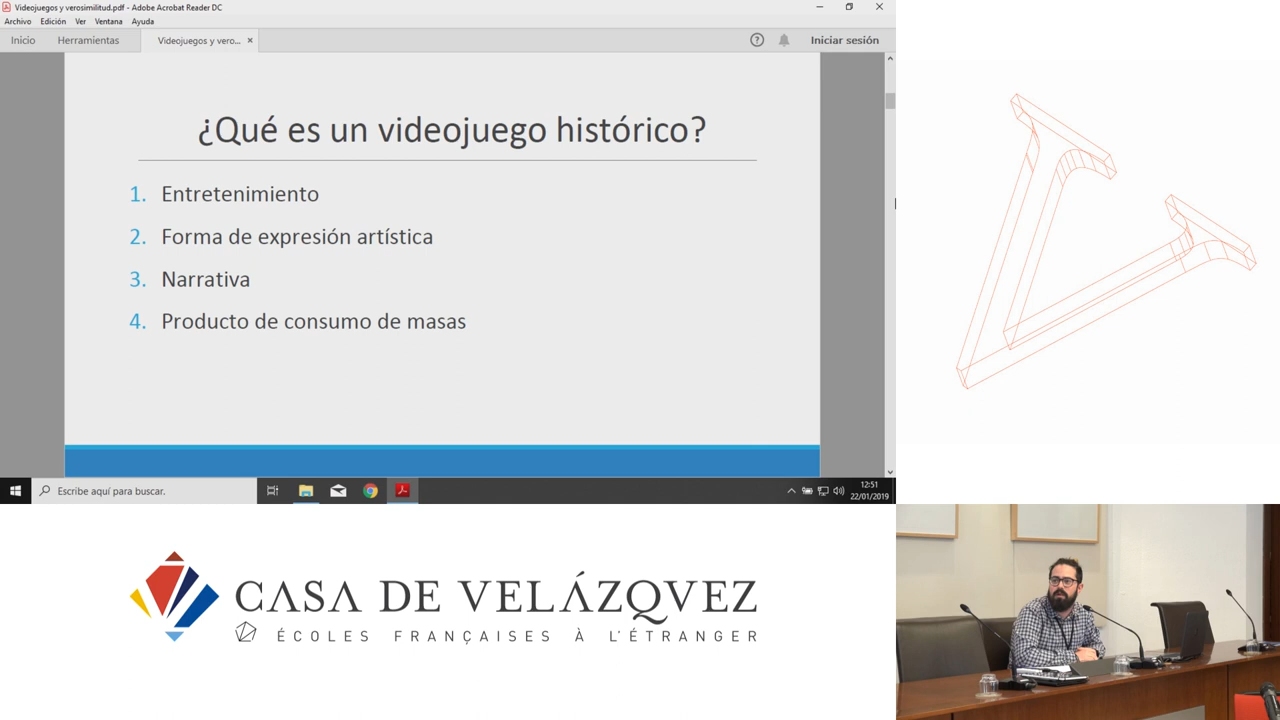 Videojuegos y verosimilitud.pdf - Adobe Acrobat Reader DC
Archivo Edición Ver Ventana Ayuda
Inicio Herramientas Videojuegos y vero... × Iniciar sesión
¿Qué es un videojuego histórico?
1. Entretenimiento
2. Forma de expresión artística
3. Narrativa
4. Producto de consumo de masas
Escribe aquí para buscar.
12:51
22/01/2019
CASA DE VELÁZQVEZ
ÉCOLES FRANÇAISES À L'ÉTRANGER